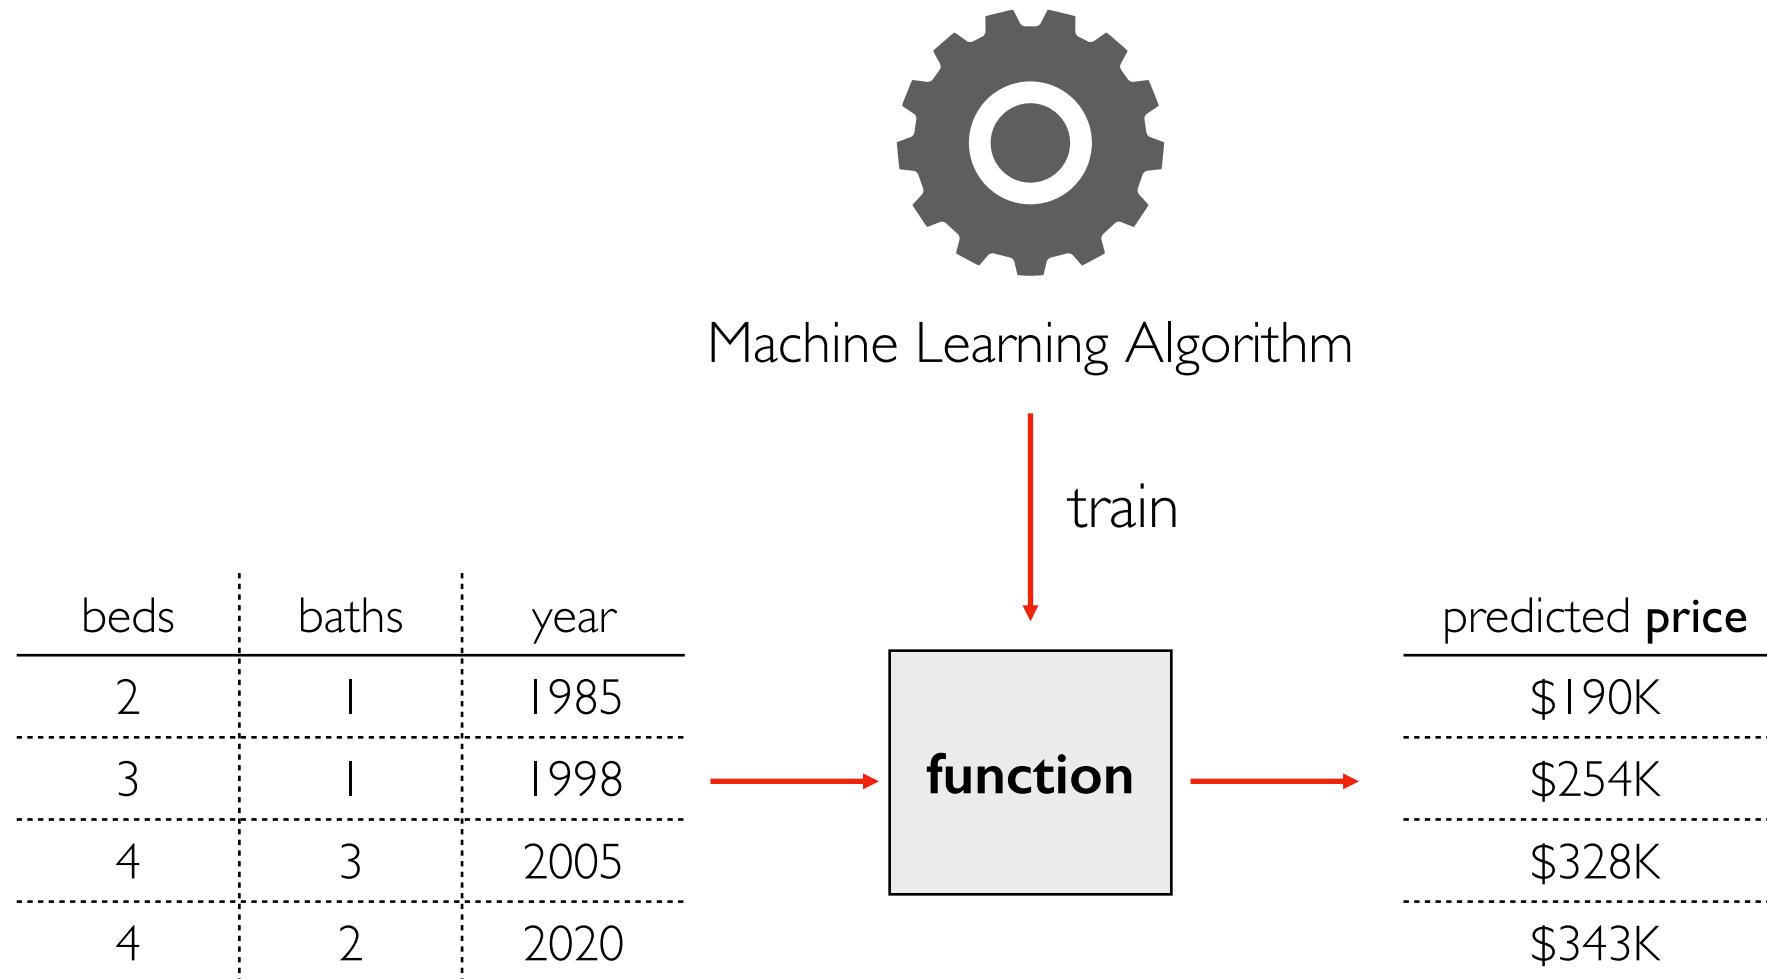 Machine Learning Algorithm
train
beds baths year predicted price
2 1 1985 $190K
3 1 1998 function $254K
4 3 2005 $328K
4 2 2020 $343K